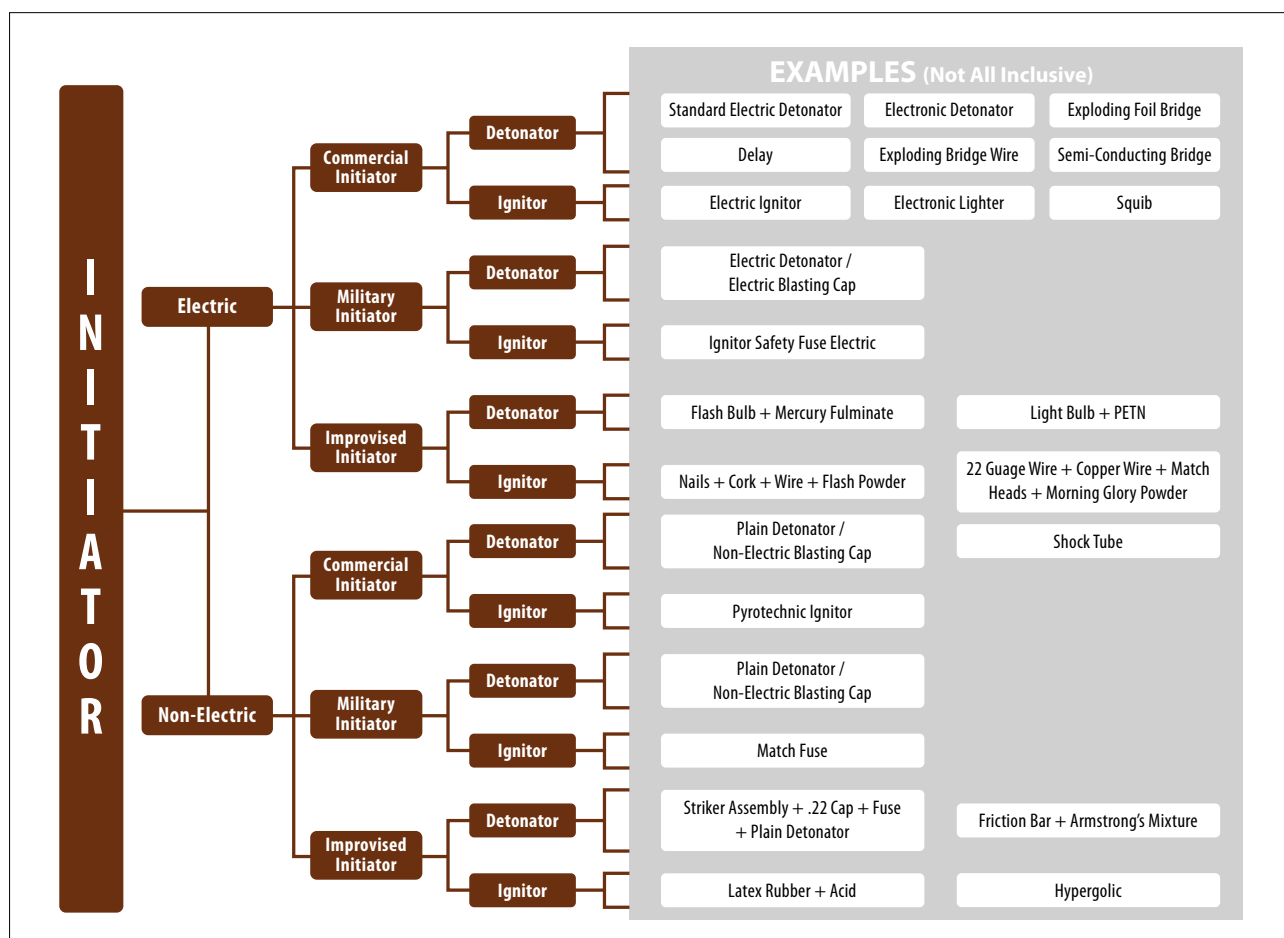 EXAMPLES (Not All Inclusive)
INITIATOR
Electric
Commercial
Initiator
Detonator
Standard Electric Detonator
Electronic Detonator
Exploding Foil Bridge
Delay
Exploding Bridge Wire
Semi-Conducting Bridge
Ignitor
Electric Ignitor
Electronic Lighter
Squib
Military
Initiator
Detonator
Electric Detonator /
Electric Blasting Cap
Ignitor
Ignitor Safety Fuse Electric
Improvised
Initiator
Detonator
Flash Bulb + Mercury Fulminate
Light Bulb + PETN
Ignitor
Nails + Cork + Wire + Flash Powder
22 Guage Wire + Copper Wire + Match
Heads + Morning Glory Powder
Non-Electric
Commercial
Initiator
Detonator
Plain Detonator /
Non-Electric Blasting Cap
Shock Tube
Ignitor
Pyrotechnic Ignitor
Military
Initiator
Detonator
Plain Detonator /
Non-Electric Blasting Cap
Ignitor
Match Fuse
Improvised
Initiator
Detonator
Striker Assembly + .22 Cap + Fuse
+ Plain Detonator
Friction Bar + Armstrong's Mixture
Ignitor
Latex Rubber + Acid
Hypergolic